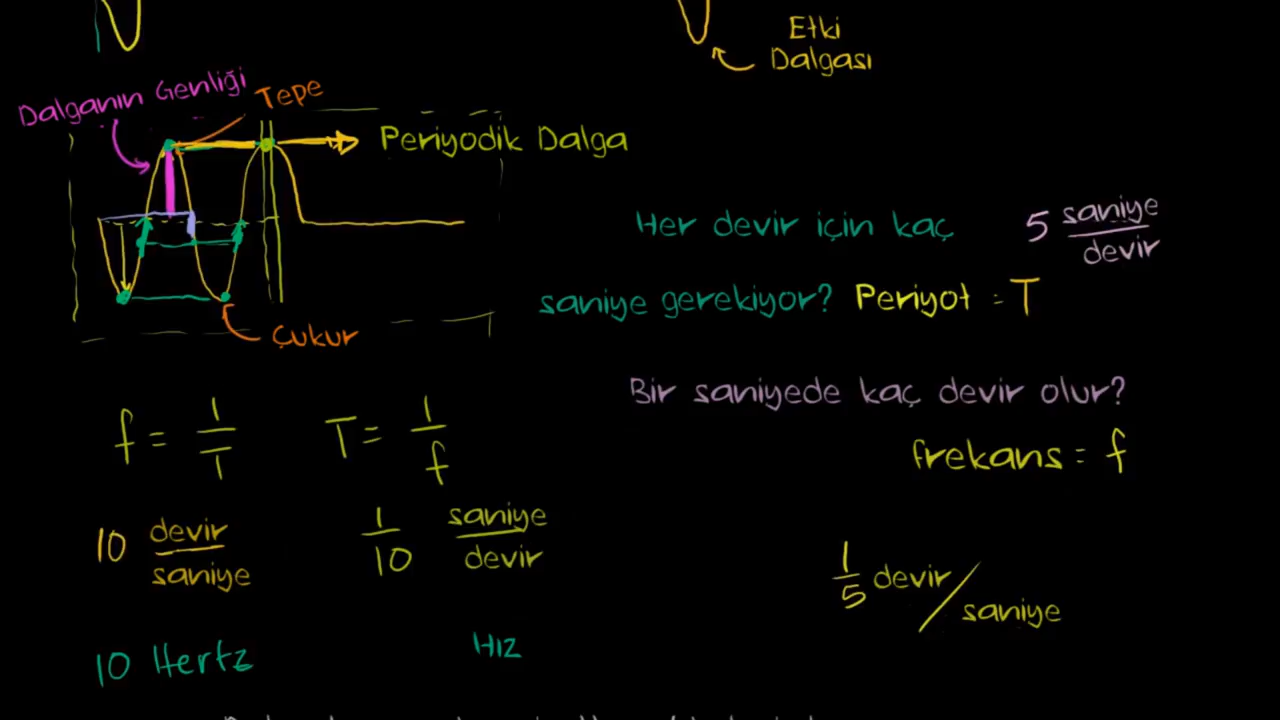 Etki
Dalgası
Dalganın Genliği
Tepe
Periyodik Dalga
Her devir için kaç
5 saniye/devir
saniye gerekiyor? Periyot = T
Çukur
Bir saniyede kaç devir olur?
f = 1/T
T = 1/f
frekans = f
10 devir/saniye
1/10 saniye/devir
1/5 devir/saniye
10 Hertz
Hız